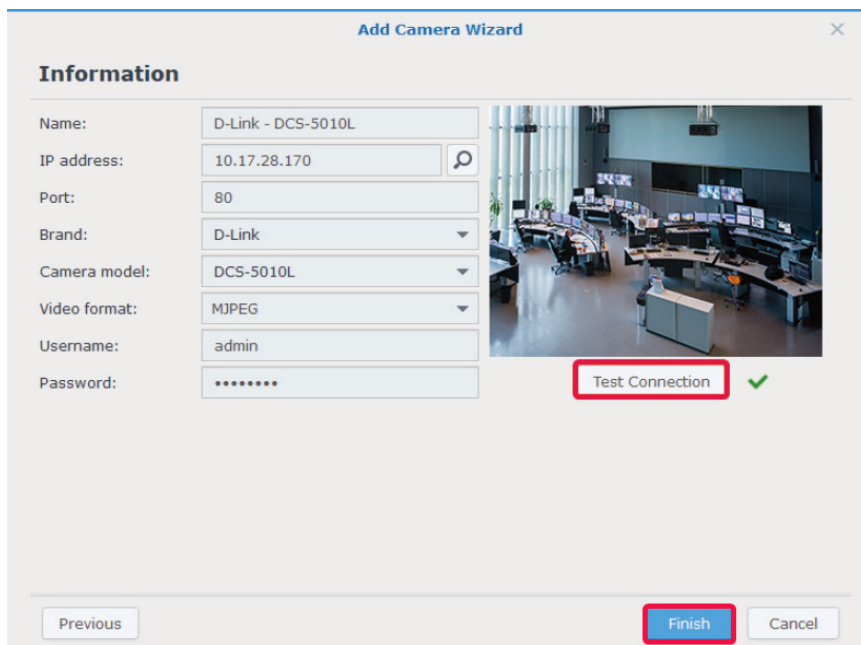 Add Camera Wizard
Information
Name: D-Link - DCS-5010L
IP address: 10.17.28.170
Port: 80
Brand: D-Link
Camera model: DCS-5010L
Video format: MJPEG
Username: admin
Password: ••••••••
Test Connection
Previous Finish Cancel